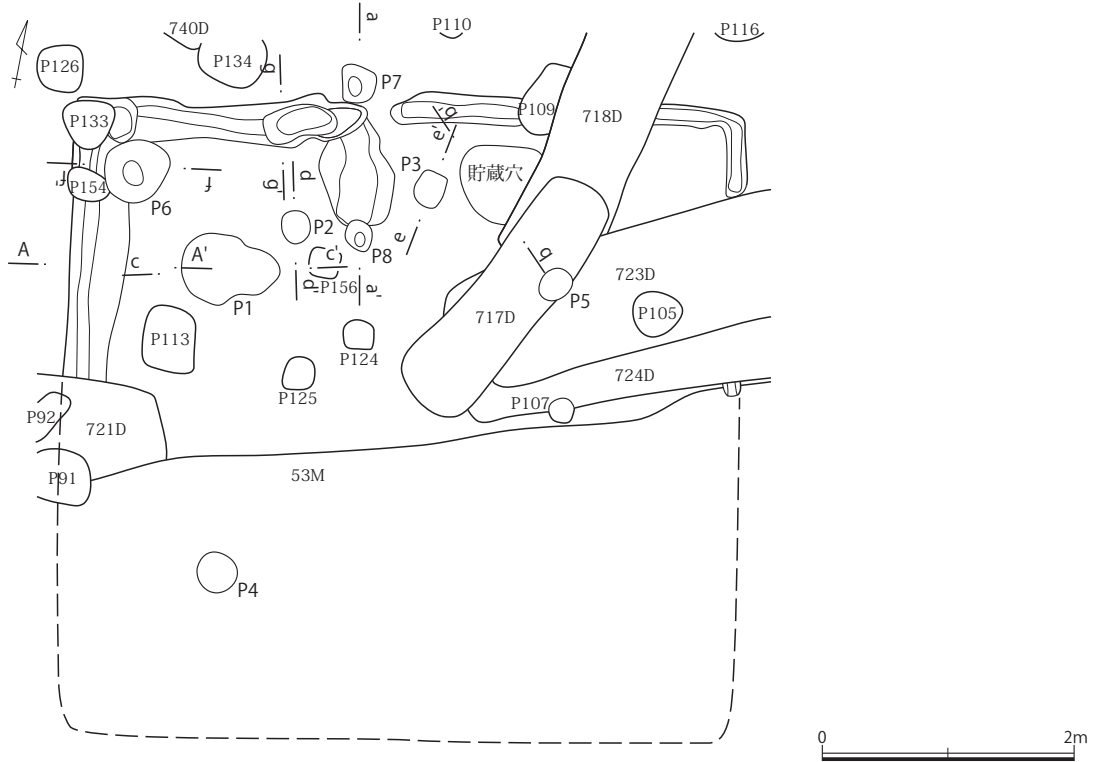 a
P110
P116
740D
P134
g
P126
P7
P133
b'
e'
P109
718D
P3
貯蔵穴
f'
P154
f
g'
d
P6
P2
e
b
A
c
A'
c'
P8
723D
d'
P156
a'
P5
P1
P105
717D
P113
P124
724D
P125
P107
P92
721D
P91
53M
P4
0
2m